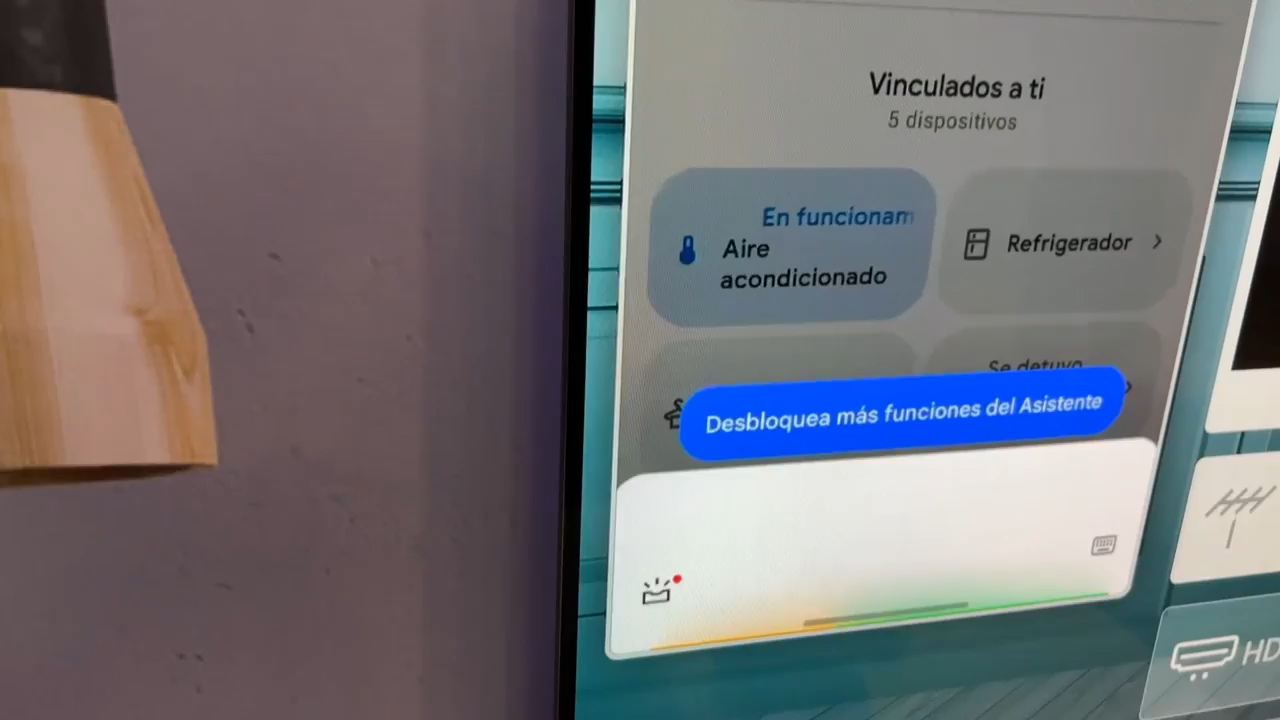 Vinculados a ti
5 dispositivos
En funcionam
Aire
acondicionado
Refrigerador
Se detuvo
Desbloquea más funciones del Asistente
HD